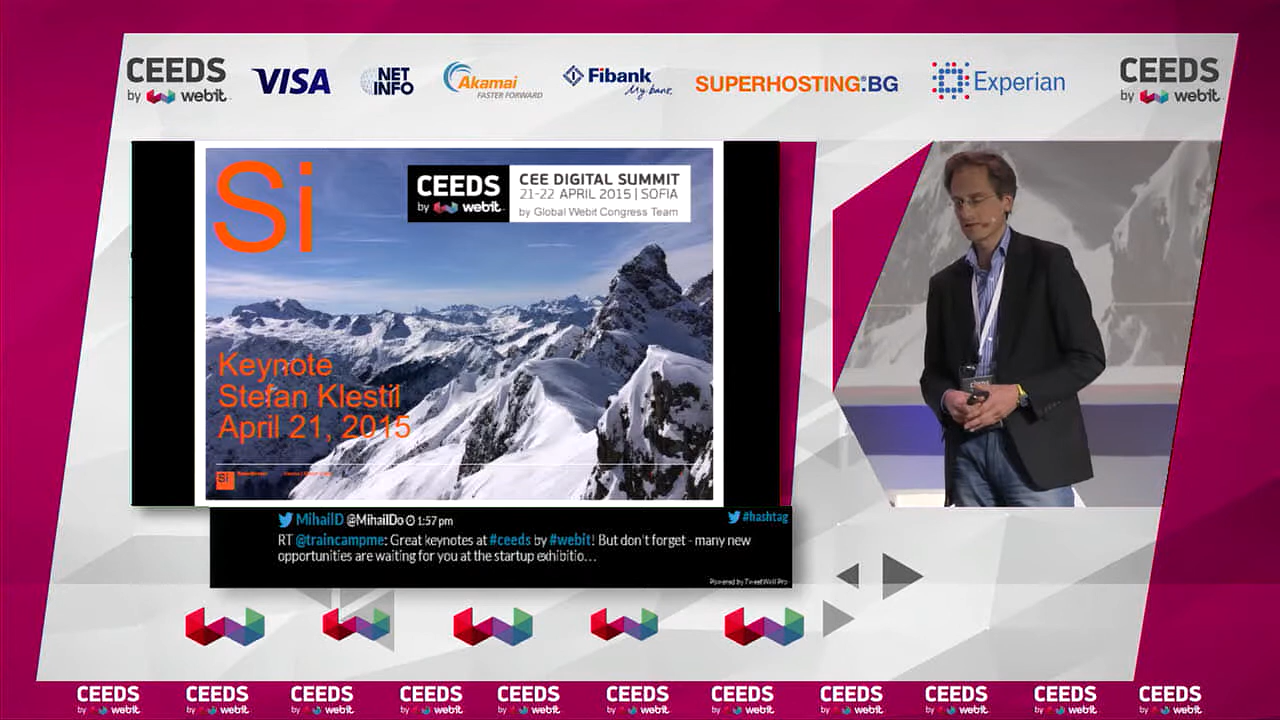 CEEDS
by webit
VISA
NET
INFO
Akamai
FASTER FORWARD
Fibank
My bank.
SUPERHOSTING.BG
Experian
CEEDS
by webit
Si
CEEDS
by webit
CEE DIGITAL SUMMIT
21-22 APRIL 2015 | SOFIA
by Global Webit Congress Team
Keynote
Stefan Klestil
April 21, 2015
Si
CEEDS
MihailD @MihailDo 1:57 pm
#hashtag
RT @traincampme: Great keynotes at #ceeds by #webit! But don't forget - many new
opportunities are waiting for you at the startup exhibitio…
Powered by TweetWall Pro
CEEDS CEEDS CEEDS CEEDS CEEDS CEEDS CEEDS CEEDS CEEDS CEEDS CEEDS
by webit by webit by webit by webit by webit by webit by webit by webit by webit by webit by webit